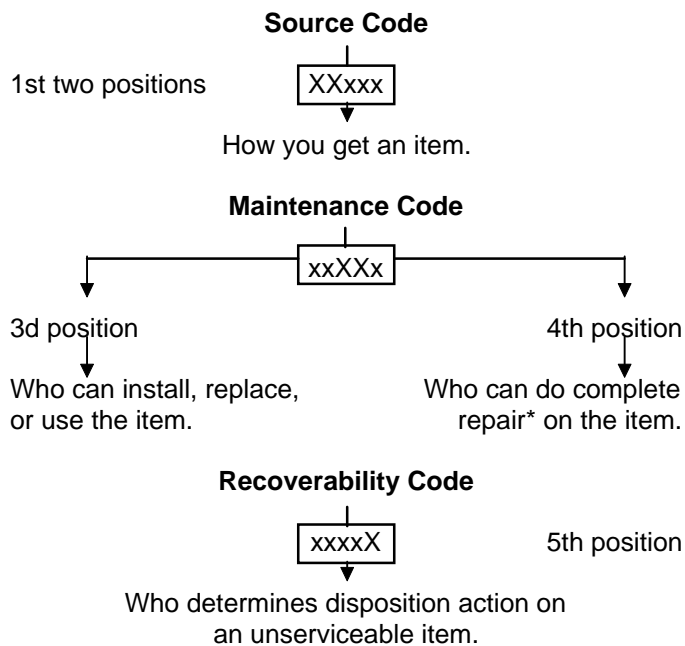 Source Code
1st two positions XXxxx
How you get an item.
Maintenance Code
xxXXx
3d position 4th position
Who can install, replace,
or use the item.
Who can do complete
repair* on the item.
Recoverability Code
xxxxX 5th position
Who determines disposition action on
an unserviceable item.